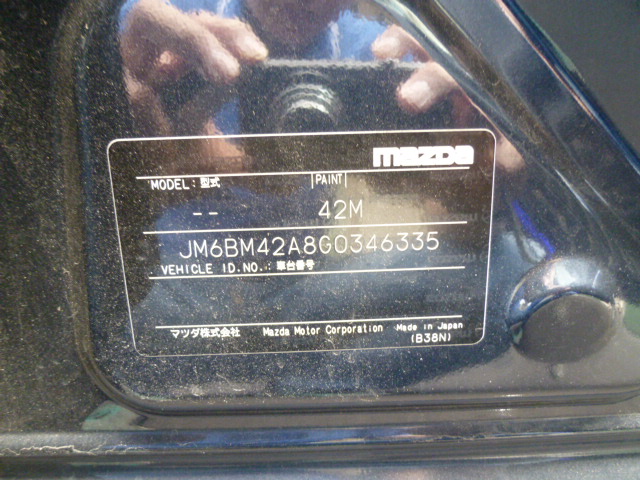 mazda
MODEL: 型式 PAINT
-- 42M
JM6BM42A8G0346335
VEHICLE ID.NO.: 車台番号
マツダ株式会社 Mazda Motor Corporation Made in Japan
(B38N)